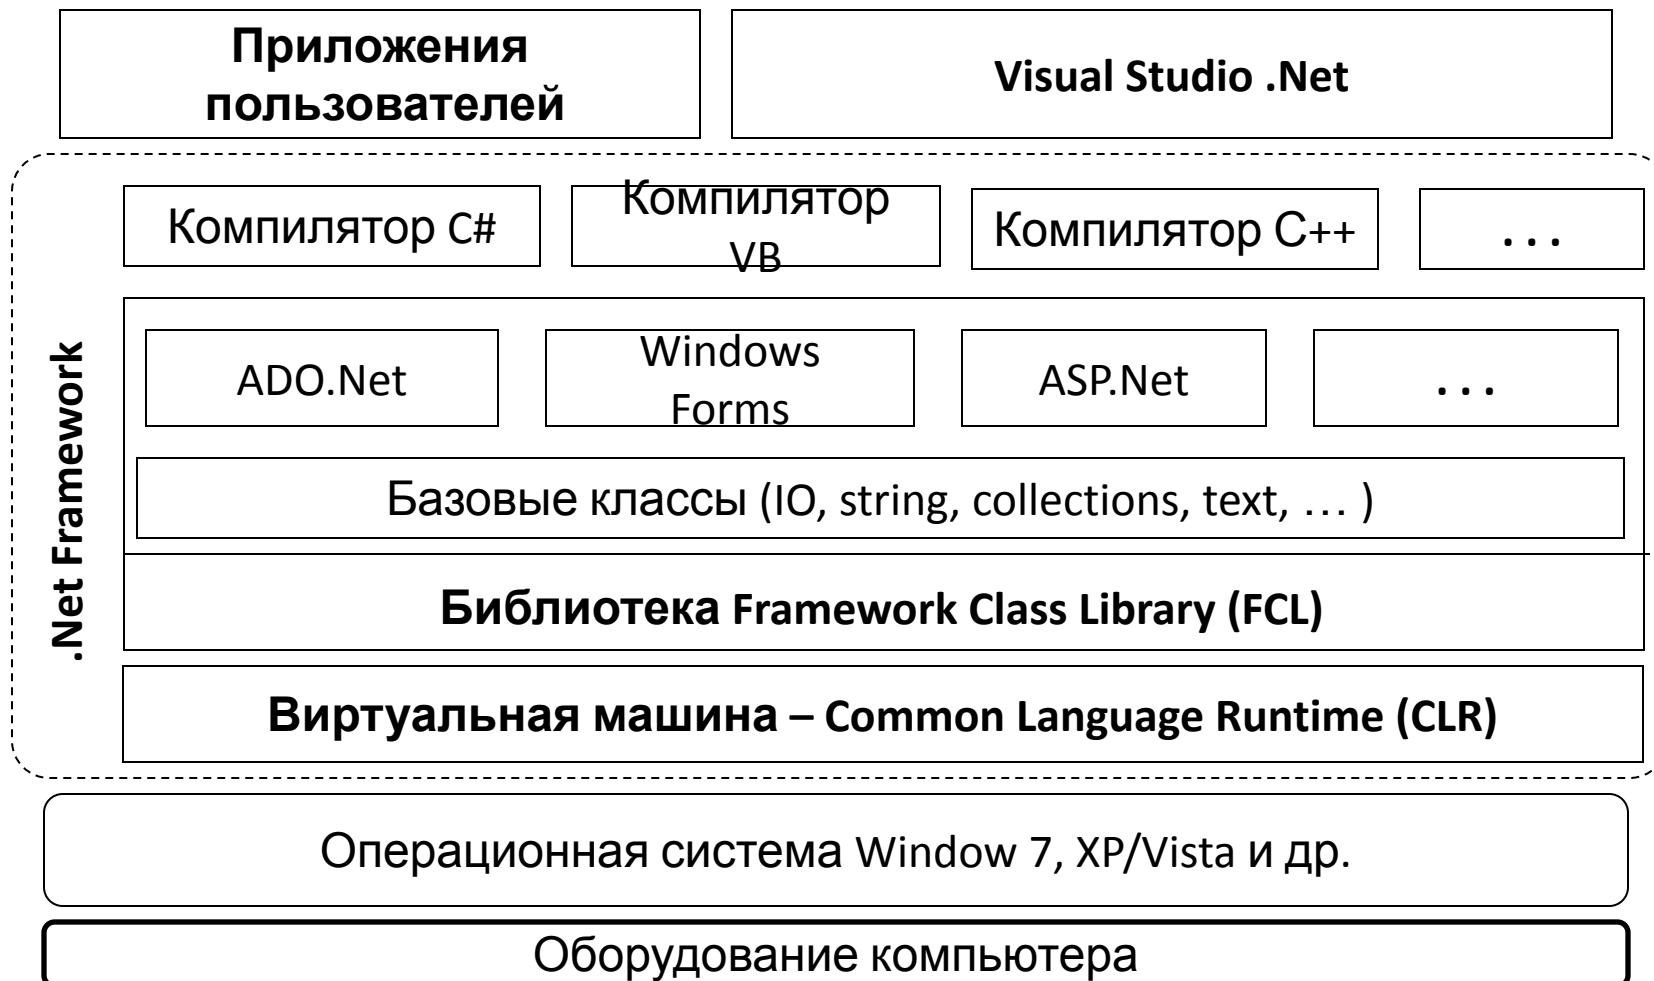 Приложения
пользователей
Visual Studio .Net
Компилятор C#
Компилятор
VB
Компилятор C++
...
.Net Framework
ADO.Net
Windows
Forms
ASP.Net
...
Базовые классы (IO, string, collections, text, ... )
Библиотека Framework Class Library (FCL)
Виртуальная машина – Common Language Runtime (CLR)
Операционная система Window 7, XP/Vista и др.
Оборудование компьютера